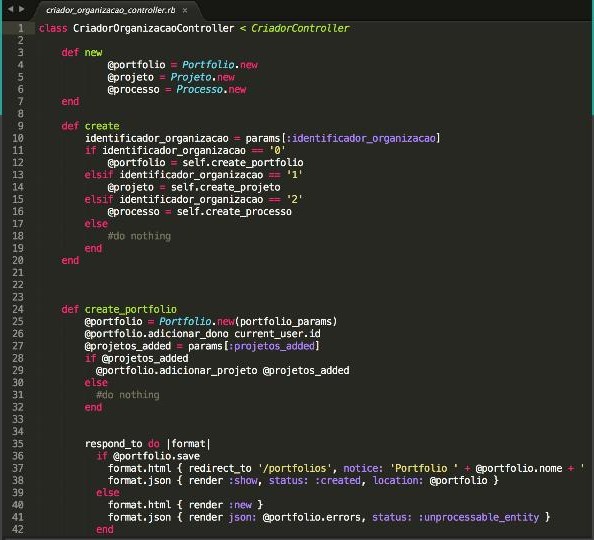 criador_organizacao_controller.rb ×
1 class CriadorOrganizacaoController < CriadorController
2
3 def new
4 @portfolio = Portfolio.new
5 @projeto = Projeto.new
6 @processo = Processo.new
7 end
8
9 def create
10 identificador_organizacao = params[:identificador_organizacao]
11 if identificador_organizacao == '0'
12 @portfolio = self.create_portfolio
13 elsif identificador_organizacao == '1'
14 @projeto = self.create_projeto
15 elsif identificador_organizacao == '2'
16 @processo = self.create_processo
17 else
18 #do nothing
19 end
20 end
21
22
23
24 def create_portfolio
25 @portfolio = Portfolio.new(portfolio_params)
26 @portfolio.adicionar_dono current_user.id
27 @projetos_added = params[:projetos_added]
28 if @projetos_added
29 @portfolio.adicionar_projeto @projetos_added
30 else
31 #do nothing
32 end
33
34
35 respond_to do |format|
36 if @portfolio.save
37 format.html { redirect_to '/portfolios', notice: 'Portfolio ' + @portfolio.nome + '
38 format.json { render :show, status: :created, location: @portfolio }
39 else
40 format.html { render :new }
41 format.json { render json: @portfolio.errors, status: :unprocessable_entity }
42 end